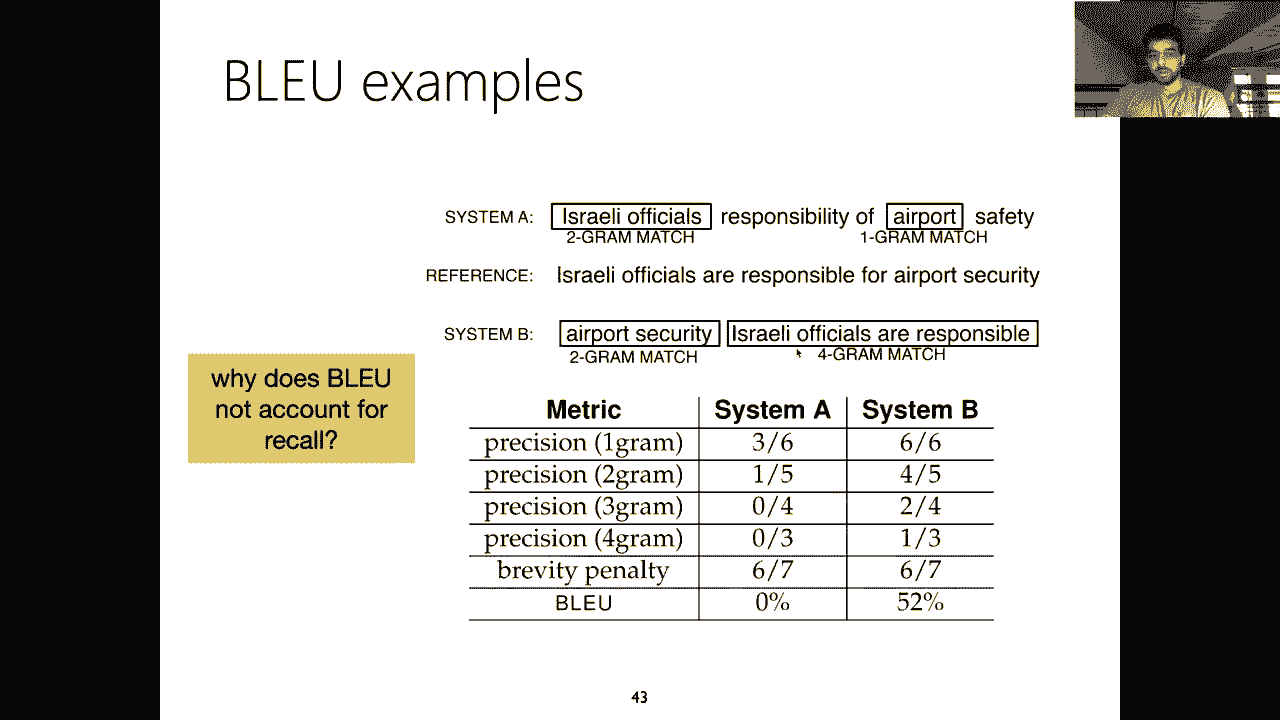 BLEU examples
SYSTEM A: Israeli officials responsibility of airport safety
2-GRAM MATCH 1-GRAM MATCH
REFERENCE: Israeli officials are responsible for airport security
SYSTEM B: airport security Israeli officials are responsible
2-GRAM MATCH 4-GRAM MATCH
why does BLEU
not account for
recall?
Metric System A System B
precision (1gram) 3/6 6/6
precision (2gram) 1/5 4/5
precision (3gram) 0/4 2/4
precision (4gram) 0/3 1/3
brevity penalty 6/7 6/7
BLEU 0% 52%
43